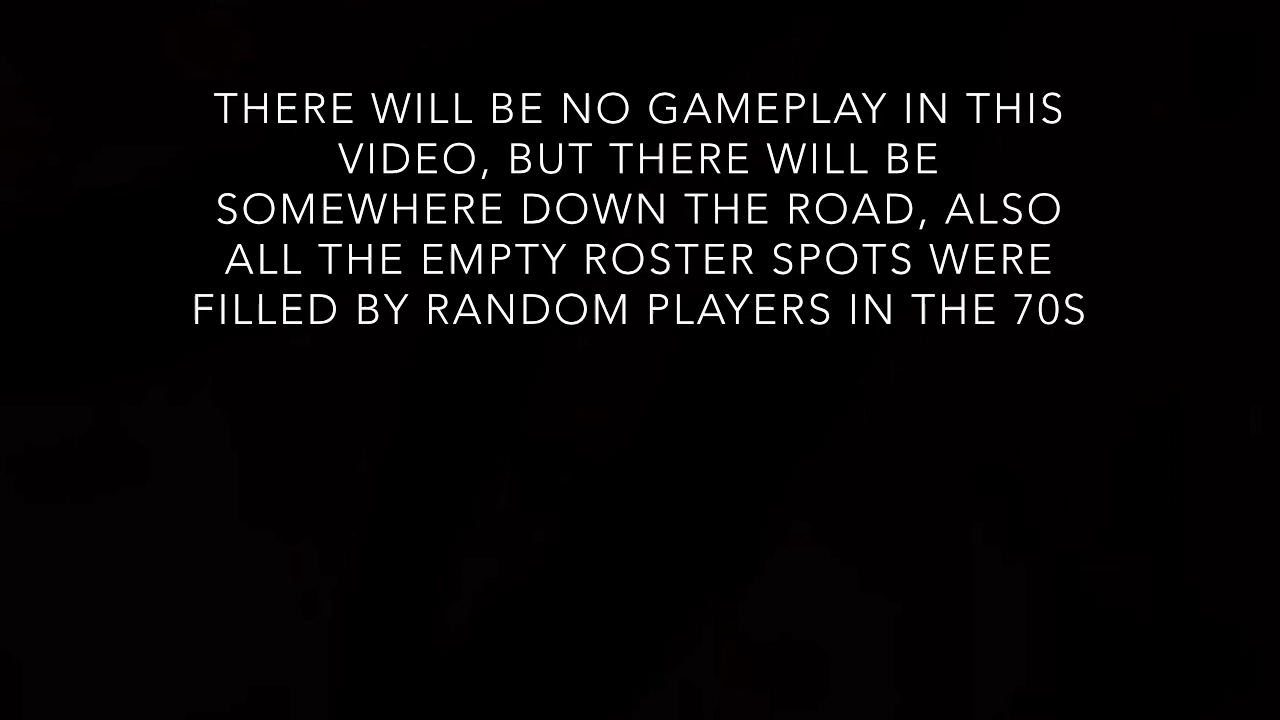 THERE WILL BE NO GAMEPLAY IN THIS
VIDEO, BUT THERE WILL BE
SOMEWHERE DOWN THE ROAD, ALSO
ALL THE EMPTY ROSTER SPOTS WERE
FILLED BY RANDOM PLAYERS IN THE 70S